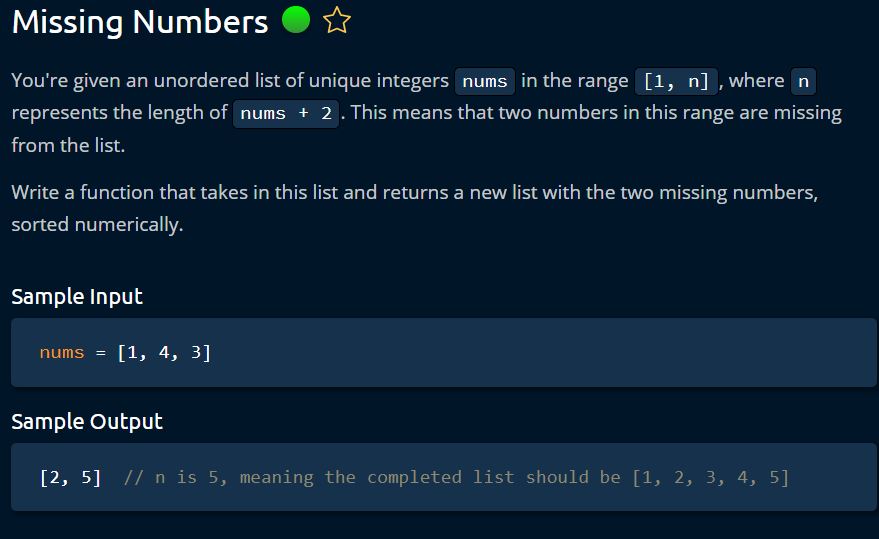 Missing Numbers
You're given an unordered list of unique integers nums in the range [1, n], where n
represents the length of nums + 2. This means that two numbers in this range are missing
from the list.
Write a function that takes in this list and returns a new list with the two missing numbers,
sorted numerically.
Sample Input
nums = [1, 4, 3]
Sample Output
[2, 5]  // n is 5, meaning the completed list should be [1, 2, 3, 4, 5]